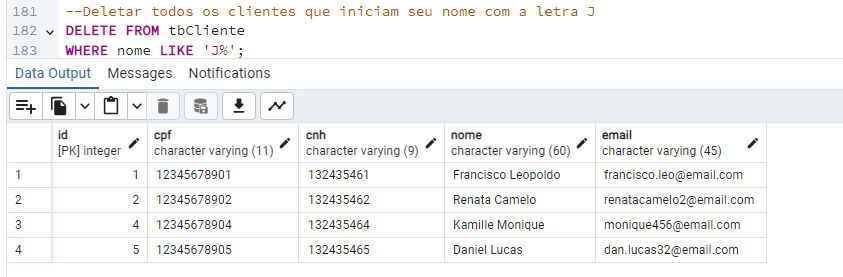 181 --Deletar todos os clientes que iniciam seu nome com a letra J
182 DELETE FROM tbCliente
183 WHERE nome LIKE 'J%';
Data Output Messages Notifications
id cpf cnh nome email
[PK] integer character varying (11) character varying (9) character varying (60) character varying (45)
1 1 12345678901 132435461 Francisco Leopoldo francisco.leo@email.com
2 2 12345678902 132435462 Renata Camelo renatacamelo2@email.com
3 4 12345678904 132435464 Kamille Monique monique456@email.com
4 5 12345678905 132435465 Daniel Lucas dan.lucas32@email.com